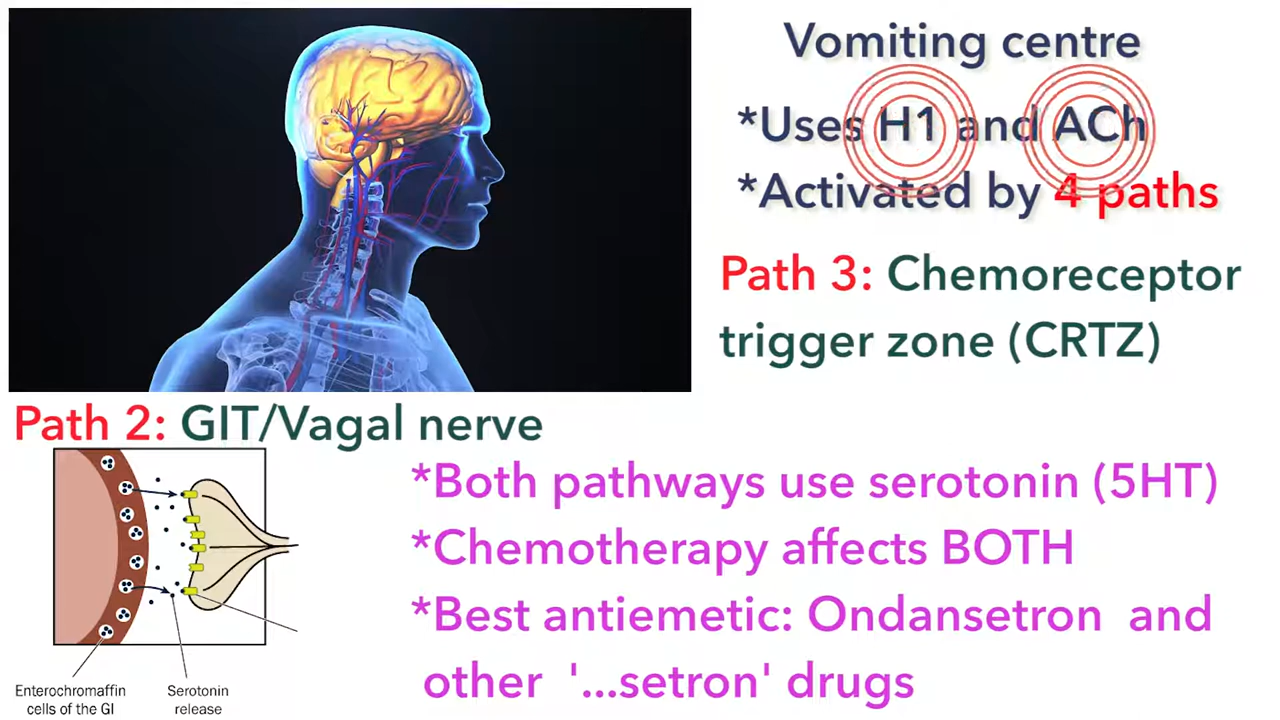 Vomiting centre
*Uses H1 and ACh
*Activated by 4 paths
Path 3: Chemoreceptor
trigger zone (CRTZ)
Path 2: GIT/Vagal nerve
*Both pathways use serotonin (5HT)
*Chemotherapy affects BOTH
*Best antiemetic: Ondansetron and
other '...setron' drugs
Enterochromaffin
cells of the GI
Serotonin
release